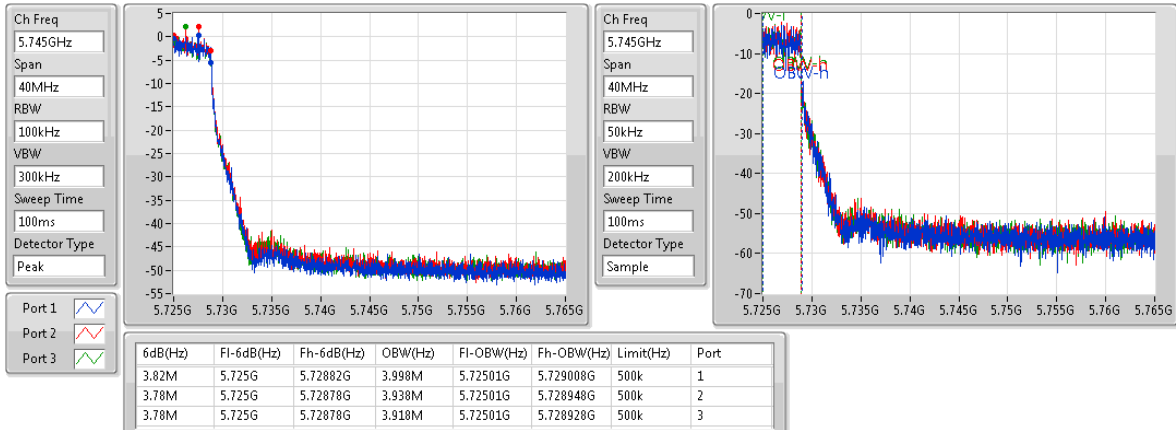 Ch Freq
5.745GHz
Span
40MHz
RBW
100kHz
VBW
300kHz
Sweep Time
100ms
Detector Type
Peak
Port 1
Port 2
Port 3
5
0
-5
-10
-15
-20
-25
-30
-35
-40
-45
-50
-55
5.725G 5.73G 5.735G 5.74G 5.745G 5.75G 5.755G 5.76G 5.765G
Ch Freq
5.745GHz
Span
40MHz
RBW
50kHz
VBW
200kHz
Sweep Time
100ms
Detector Type
Sample
0
-10
-20
-30
-40
-50
-60
-70
OBW-h
5.725G 5.73G 5.735G 5.74G 5.745G 5.75G 5.755G 5.76G 5.765G
6dB(Hz) Fl-6dB(Hz) Fh-6dB(Hz) OBW(Hz) Fl-OBW(Hz) Fh-OBW(Hz) Limit(Hz) Port
3.82M 5.725G 5.72882G 3.998M 5.72501G 5.729008G 500k 1
3.78M 5.725G 5.72878G 3.938M 5.72501G 5.728948G 500k 2
3.78M 5.725G 5.72878G 3.918M 5.72501G 5.728928G 500k 3